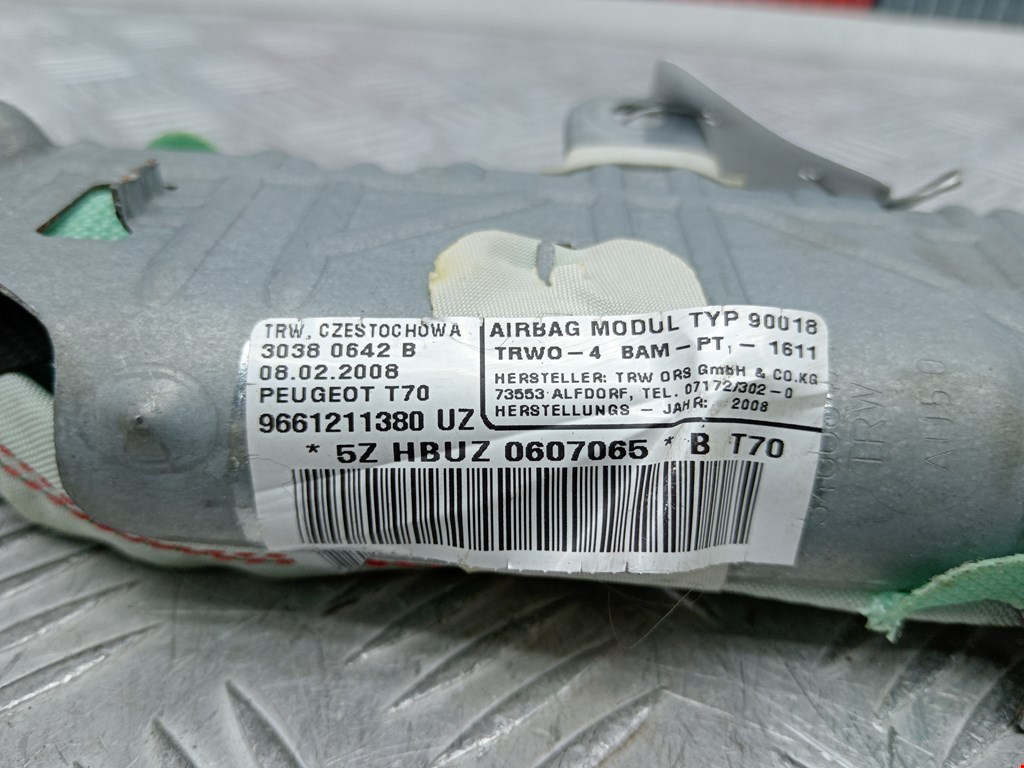 TRW, CZESTOCHOWA
3038 0642 B
08.02.2008
PEUGEOT T70
9661211380 UZ
AIRBAG MODUL TYP 90018
TRWO-4 BAM-PT, - 1611
HERSTELLER: TRW ORS GmbH & CO.KG
73553 ALFDORF, TEL. 07172/302-0
HERSTELLUNGS - JAHR: 2008
* 5Z HBUZ 0607065 * B T70
TRW